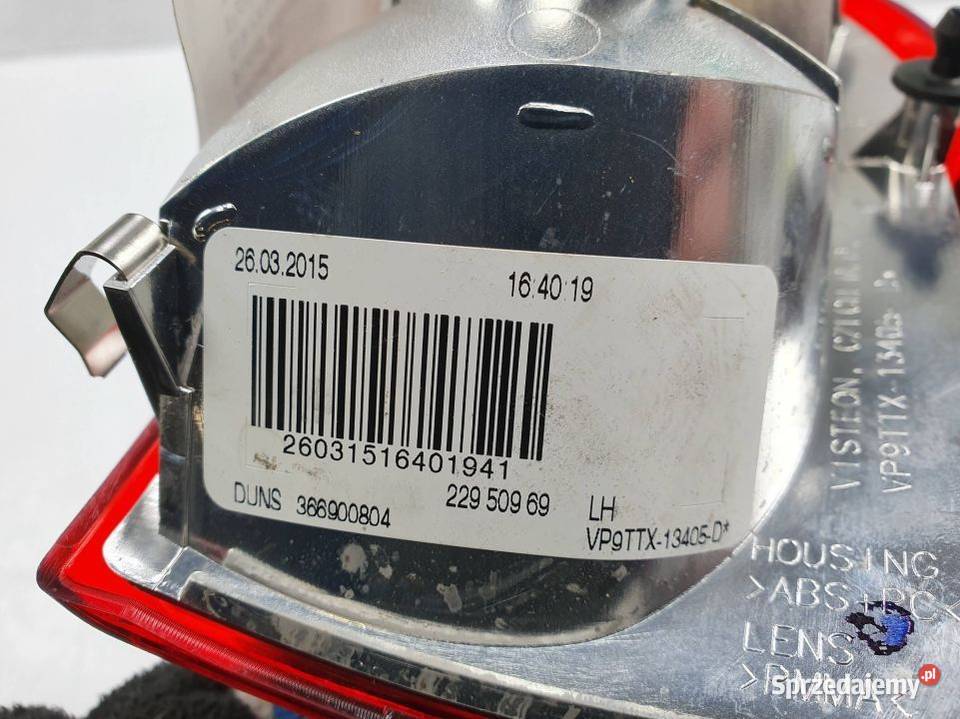 26.03.2015
16:40:19
26031516401941
DUNS 366900804
229 509 69
LH
VP9TTX-13405-D*
VISTEON,
VP9TTX-13405
HOUSING
>ABS+PC<
LENS
>PMMA<
Sprzedajemy.pl